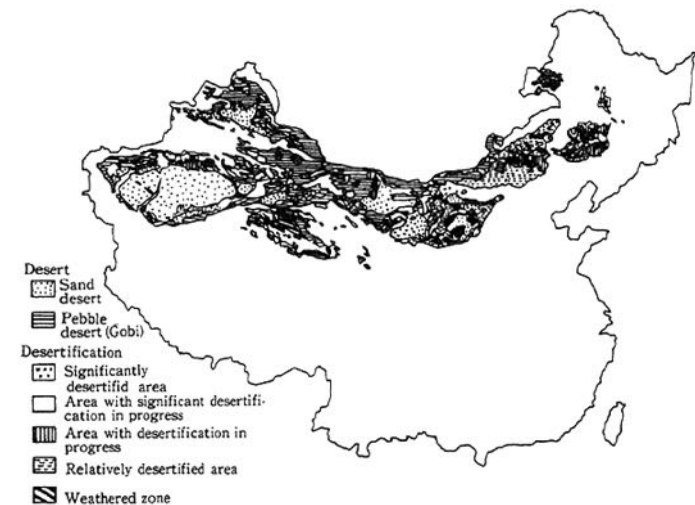 Desert
Sand
desert
Pebble
desert (Gobi)
Desertification
Significantly
desertifid area
Area with significant desertifi-
cation in progress
Area with desertification in
progress
Relatively desertified area
Weathered zone